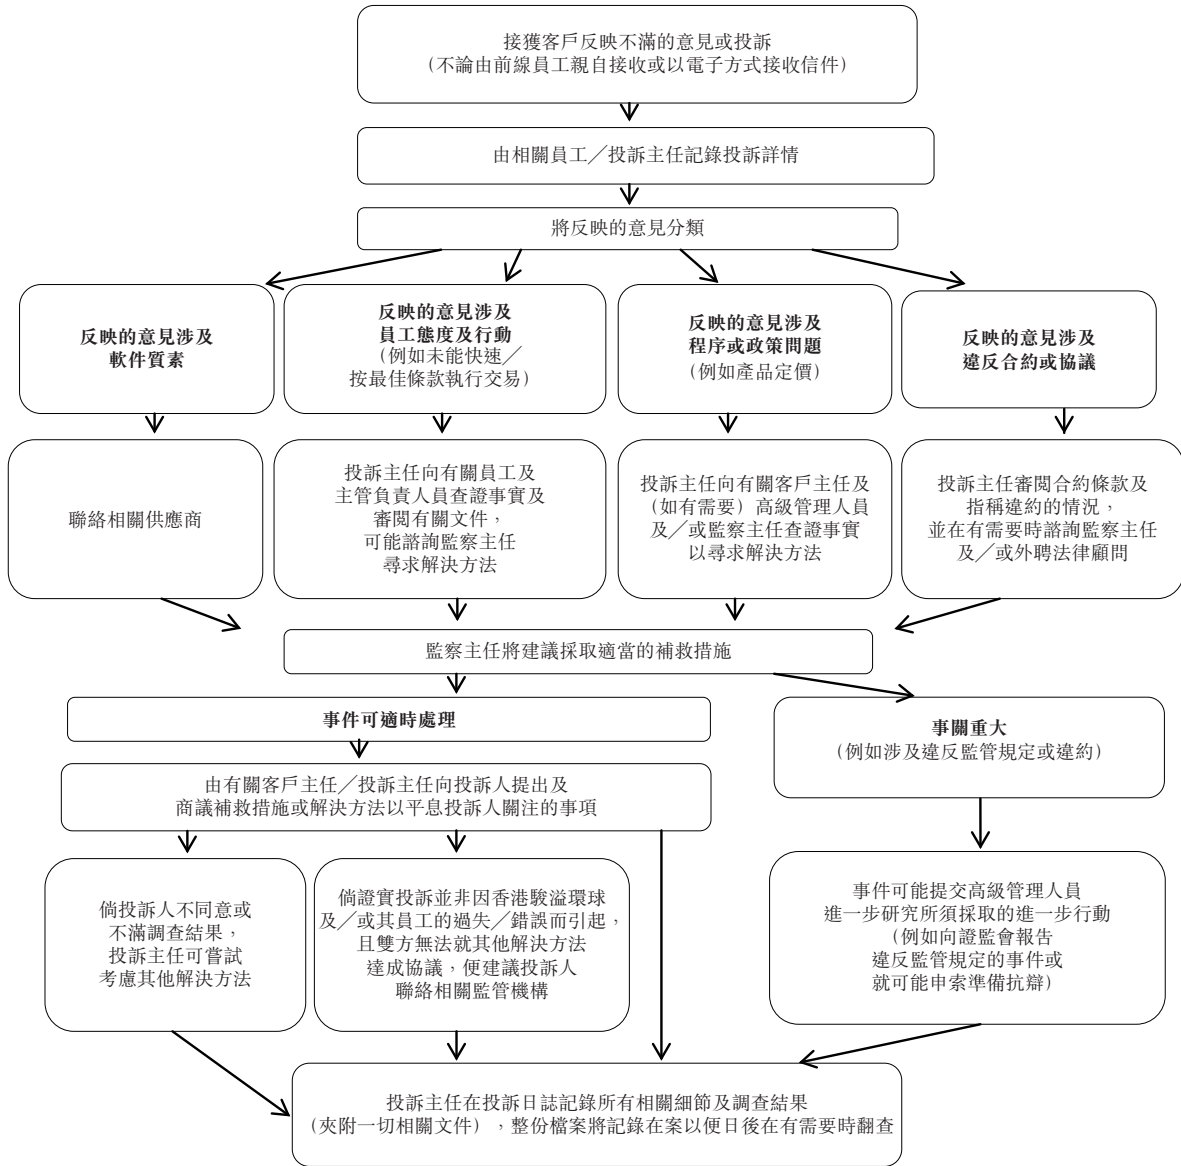 接獲客戶反映不滿的意見或投訴
(不論由前線員工親自接收或以電子方式接收信件)
由相關員工／投訴主任記錄投訴詳情
將反映的意見分類
反映的意見涉及
軟件質素
反映的意見涉及
員工態度及行動
(例如未能快速／
按最佳條款執行交易)
反映的意見涉及
程序或政策問題
(例如產品定價)
反映的意見涉及
違反合約或協議
聯絡相關供應商
投訴主任向有關員工及
主管負責人員查證事實及
審閱有關文件，
可能諮詢監察主任
尋求解決方法
投訴主任向有關客戶主任及
(如有需要) 高級管理人員
及／或監察主任查證事實
以尋求解決方法
投訴主任審閱合約條款及
指稱違約的情況，
並在有需要時諮詢監察主任
及／或外聘法律顧問
監察主任將建議採取適當的補救措施
事件可適時處理
事關重大
(例如涉及違反監管規定或違約)
由有關客戶主任／投訴主任向投訴人提出及
商議補救措施或解決方法以平息投訴人關注的事項
倘投訴人不同意或
不滿調查結果，
投訴主任可嘗試
考慮其他解決方法
倘證實投訴並非因香港駿溢環球
及／或其員工的過失／錯誤而引起，
且雙方無法就其他解決方法
達成協議，便建議投訴人
聯絡相關監管機構
事件可能提交高級管理人員
進一步研究所須採取的進一步行動
(例如向證監會報告
違反監管規定的事件或
就可能申索準備抗辯)
投訴主任在投訴日誌記錄所有相關細節及調查結果
(夾附一切相關文件)，整份檔案將記錄在案以便日後在有需要時翻查